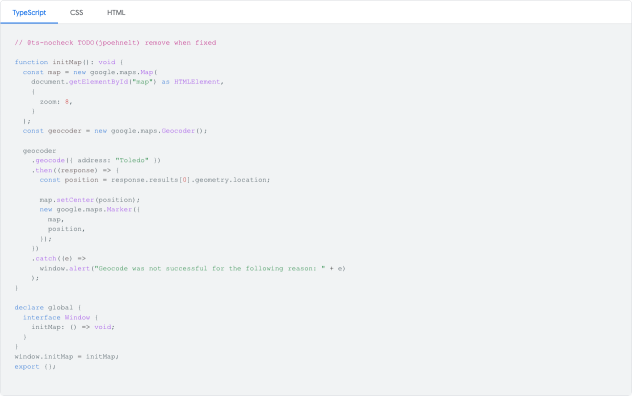 TypeScript CSS HTML
// @ts-nocheck TODO(jpoehnelt) remove when fixed
function initMap(): void {
const map = new google.maps.Map(
document.getElementById("map") as HTMLElement,
{
zoom: 8,
}
);
const geocoder = new google.maps.Geocoder();
geocoder
.geocode({ address: "Toledo" })
.then((response) => {
const position = response.results[0].geometry.location;
map.setCenter(position);
new google.maps.Marker({
map,
position,
});
})
.catch((e) =>
window.alert("Geocode was not successful for the following reason: " + e)
);
}
declare global {
interface Window {
initMap: () => void;
}
}
window.initMap = initMap;
export {};